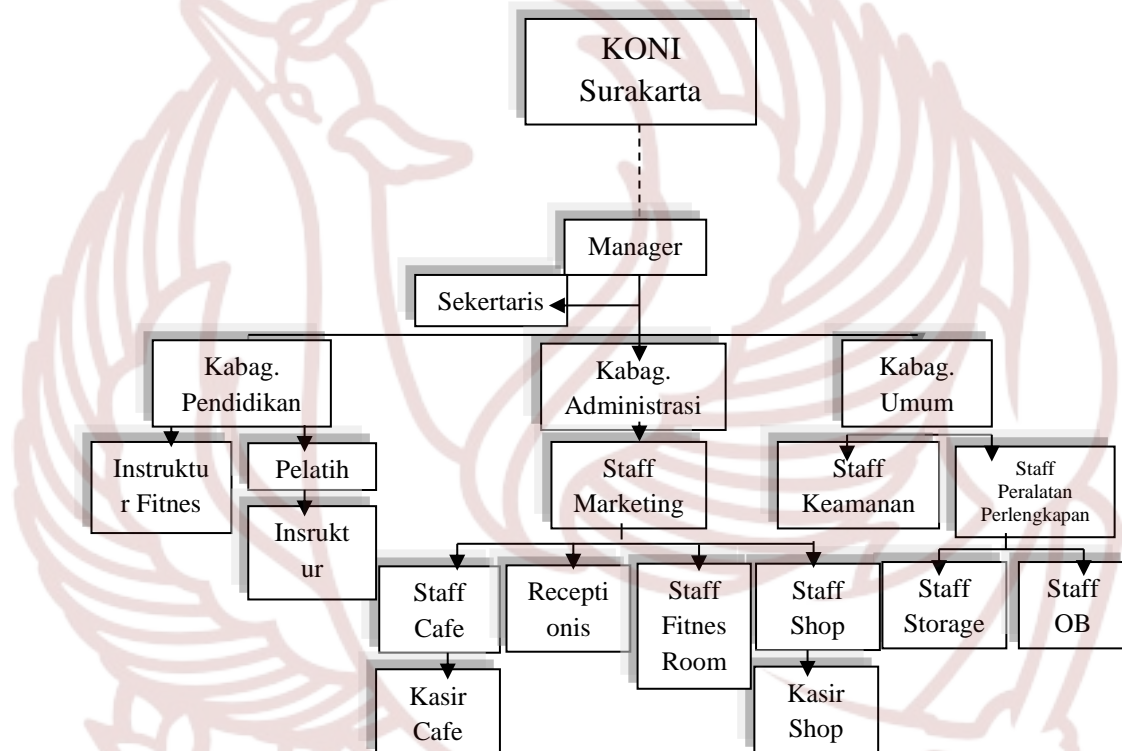 KONI
Surakarta
Manager
Sekertaris
Kabag.
Pendidikan
Kabag.
Administrasi
Kabag.
Umum
Instruktu
r Fitnes
Pelatih
Insrukt
ur
Staff
Marketing
Staff
Keamanan
Staff
Peralatan
Perlengkapan
Staff
Cafe
Recepti
onis
Staff
Fitnes
Room
Staff
Shop
Staff
Storage
Staff
OB
Kasir
Cafe
Kasir
Shop